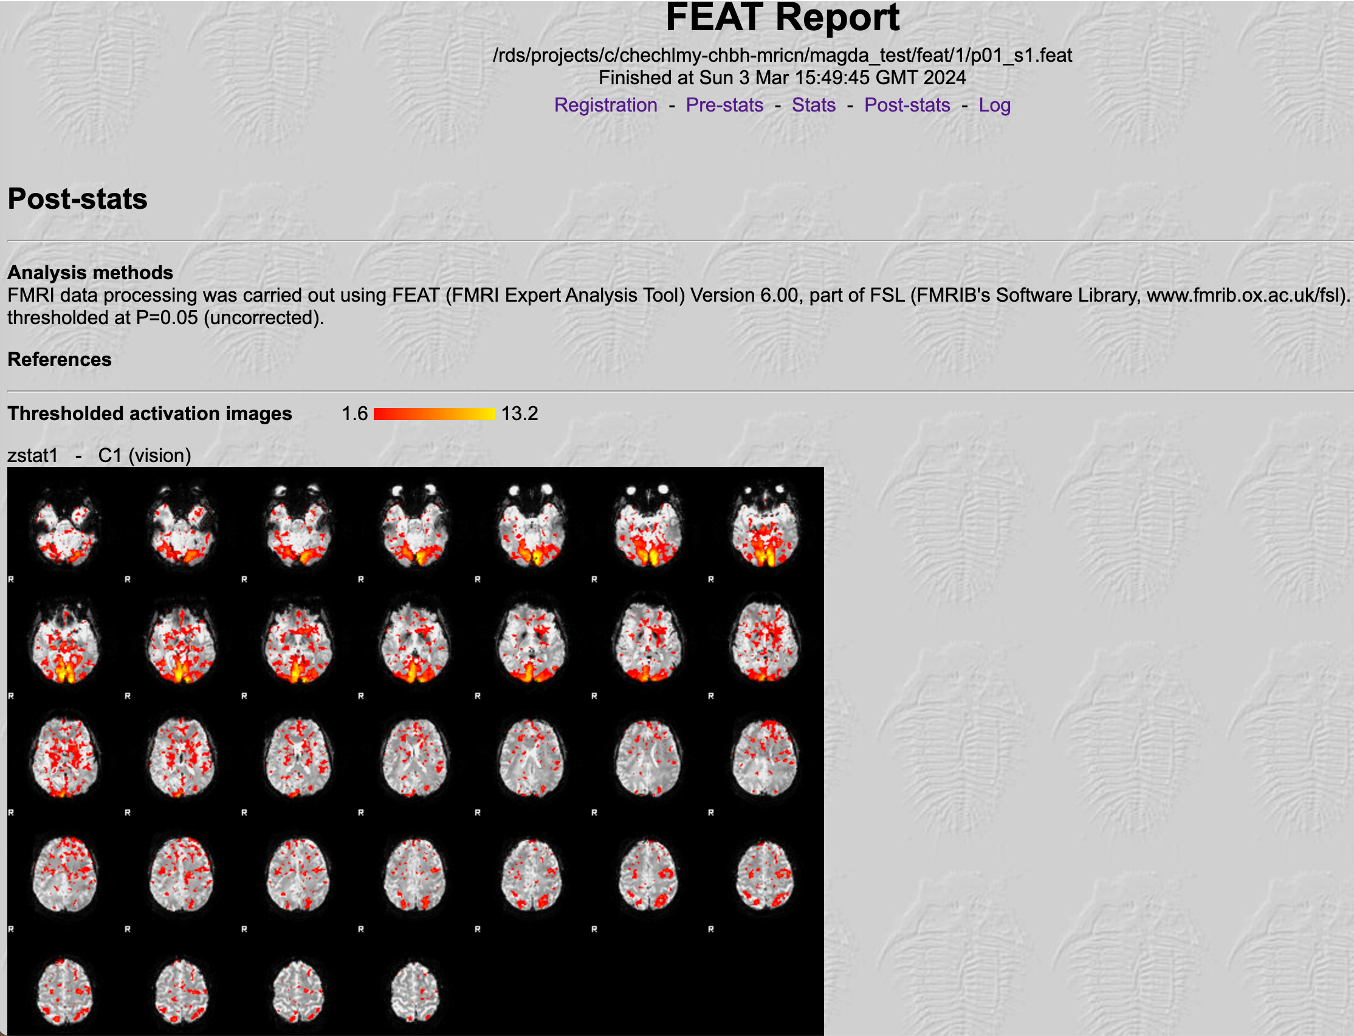 FEAT Report
/rds/projects/c/chechlmy-chbh-mricn/magda_test/feat/1/p01_s1.feat
Finished at Sun 3 Mar 15:49:45 GMT 2024
Registration - Pre-stats - Stats - Post-stats - Log
Post-stats
Analysis methods
FMRI data processing was carried out using FEAT (FMRI Expert Analysis Tool) Version 6.00, part of FSL (FMRIB's Software Library, www.fmrib.ox.ac.uk/fsl).
thresholded at P=0.05 (uncorrected).
References
Thresholded activation images 1.6 13.2
zstat1 - C1 (vision)
R R R R R R R
R R R R R R R
R R R R R R R
R R R R R R R